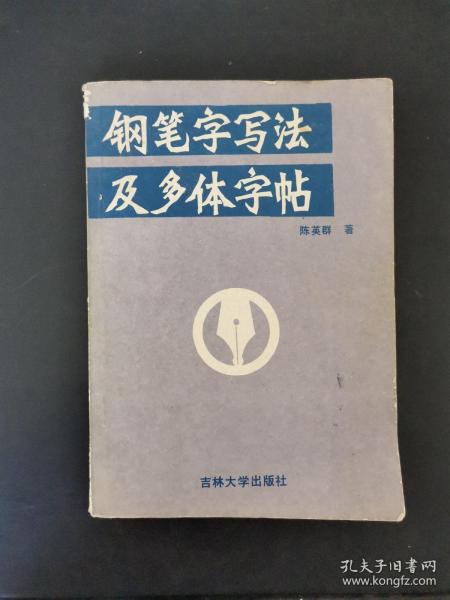 钢笔字写法
及多体字帖
陈英群 著
吉林大学出版社
孔夫子旧书网
www.kongfz.com